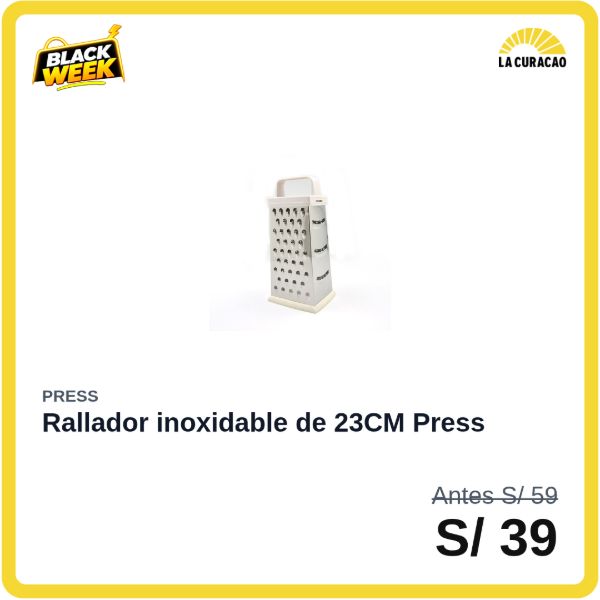 BLACK
WEEK
LA CURACAO
PRESS
Rallador inoxidable de 23CM Press
Antes S/ 59
S/ 39